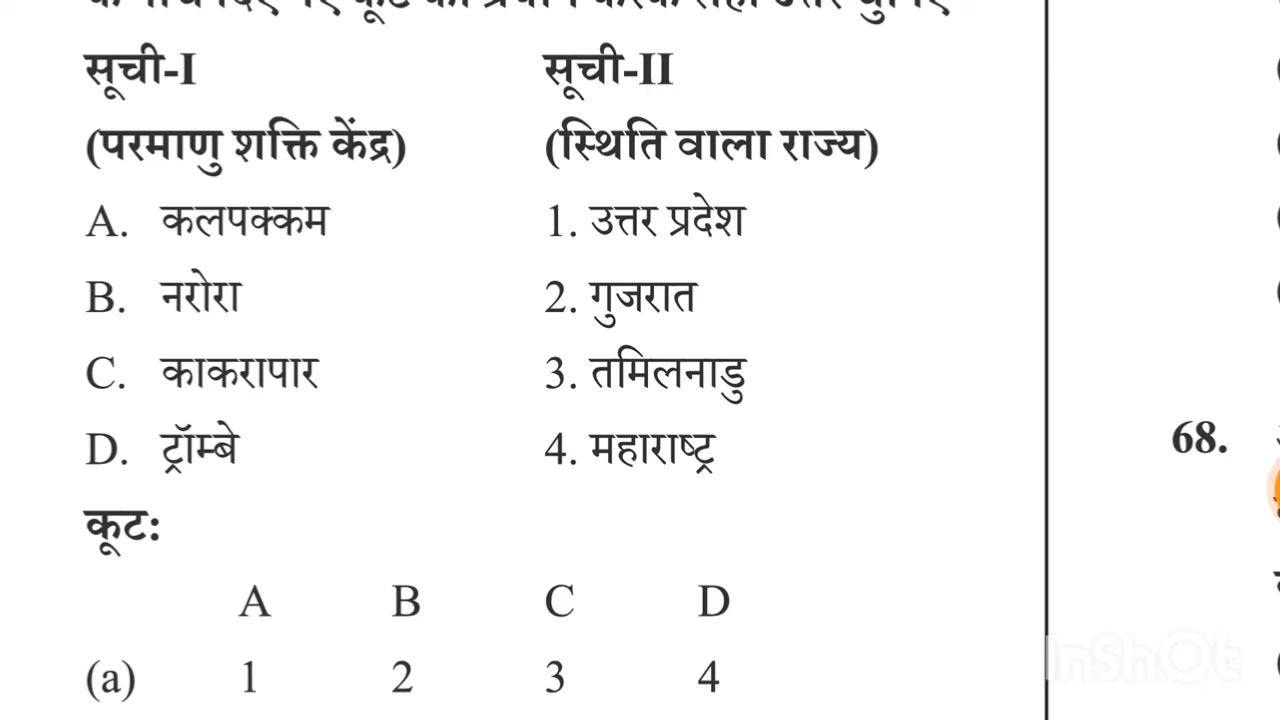 सूची-I सूची-II
(परमाणु शक्ति केंद्र) (स्थिति वाला राज्य)
A. कलपक्कम 1. उत्तर प्रदेश
B. नरोरा 2. गुजरात
C. काकरापार 3. तमिलनाडु
D. ट्रॉम्बे 4. महाराष्ट्र
कूट:
A B C D
(a) 1 2 3 4
68.
InShOt